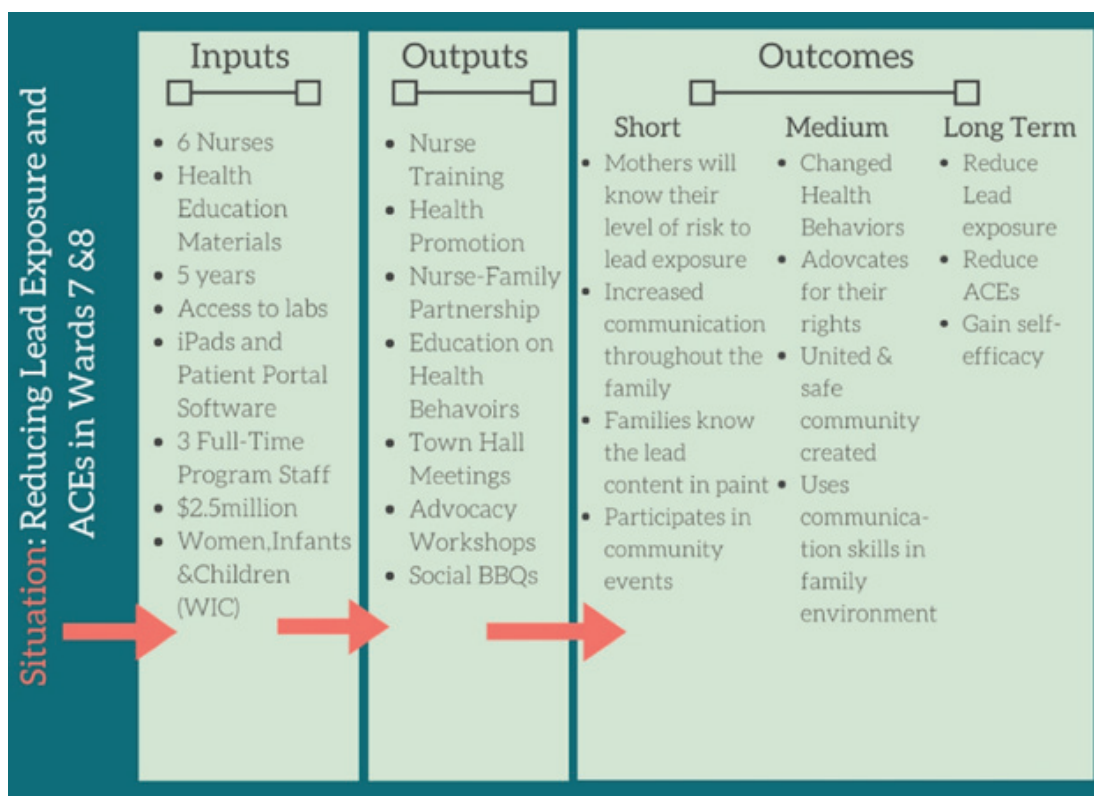 Situation: Reducing Lead Exposure and
ACEs in Wards 7 &8
Inputs
• 6 Nurses
• Health
Education
Materials
• 5 years
• Access to labs
• iPads and
Patient Portal
Software
• 3 Full-Time
Program Staff
• $2.5million
• Women,Infants
&Children
(WIC)
Outputs
• Nurse
Training
• Health
Promotion
• Nurse-Family
Partnership
• Education on
Health
Behavoirs
• Town Hall
Meetings
• Advocacy
Workshops
• Social BBQs
Outcomes
Short
• Mothers will
know their
level of risk to
lead exposure
• Increased
communication
throughout the
family
• Families know
the lead
content in paint
• Participates in
community
events
Medium
• Changed
Health
Behaviors
• Adovcates
for their
rights
• United &
safe
community
created
• Uses
communica-
tion skills in
family
environment
Long Term
• Reduce
Lead
exposure
• Reduce
ACEs
• Gain self-
efficacy